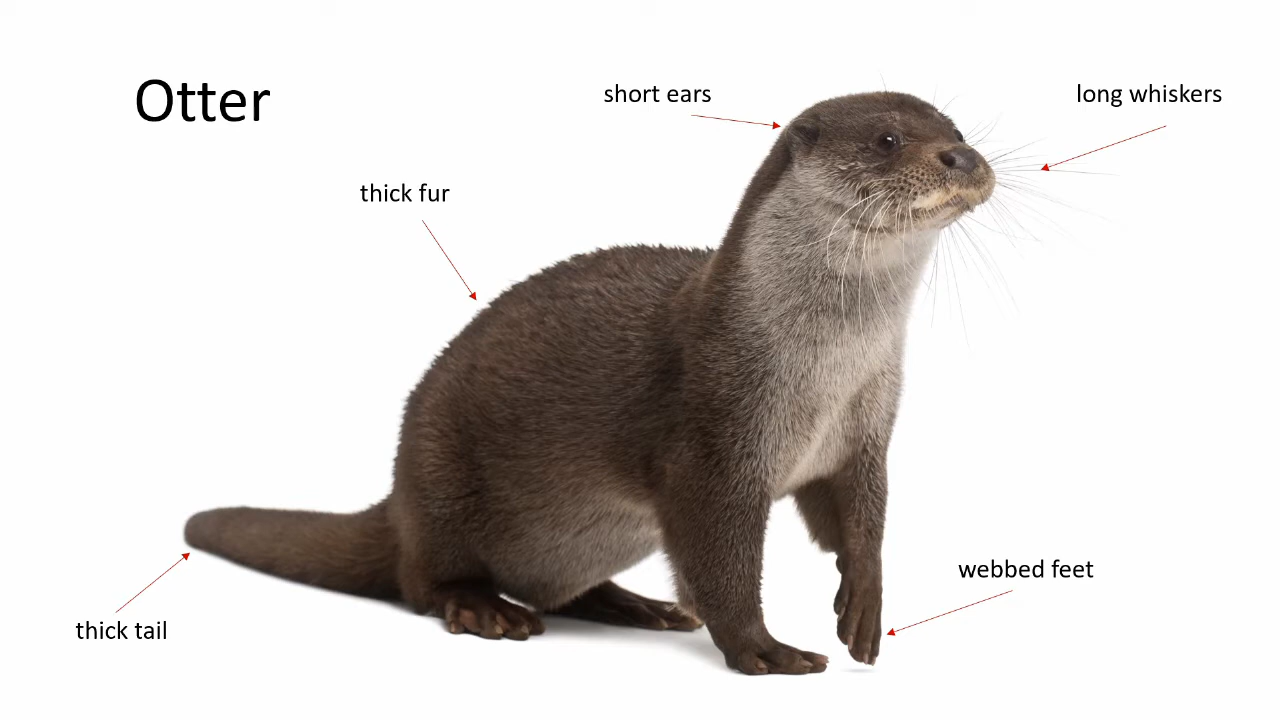 Otter
short ears
long whiskers
thick fur
webbed feet
thick tail